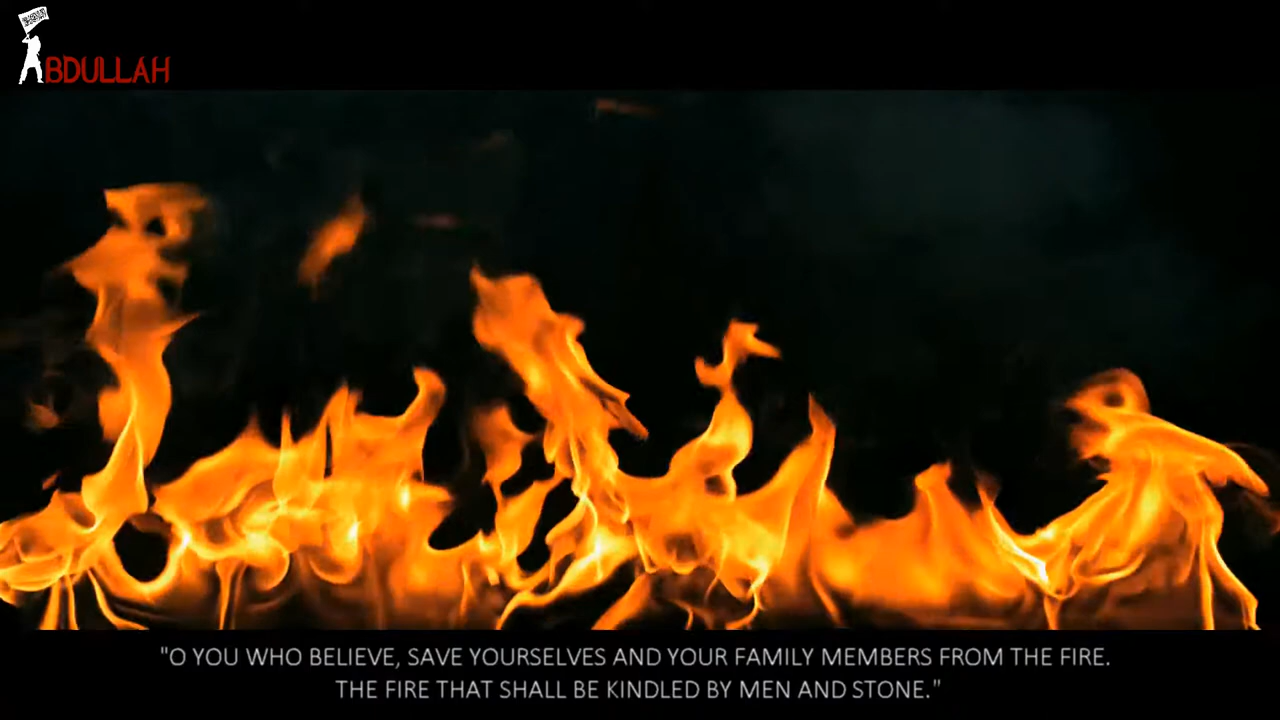 ABDULLAH
"O YOU WHO BELIEVE, SAVE YOURSELVES AND YOUR FAMILY MEMBERS FROM THE FIRE.
THE FIRE THAT SHALL BE KINDLED BY MEN AND STONE."